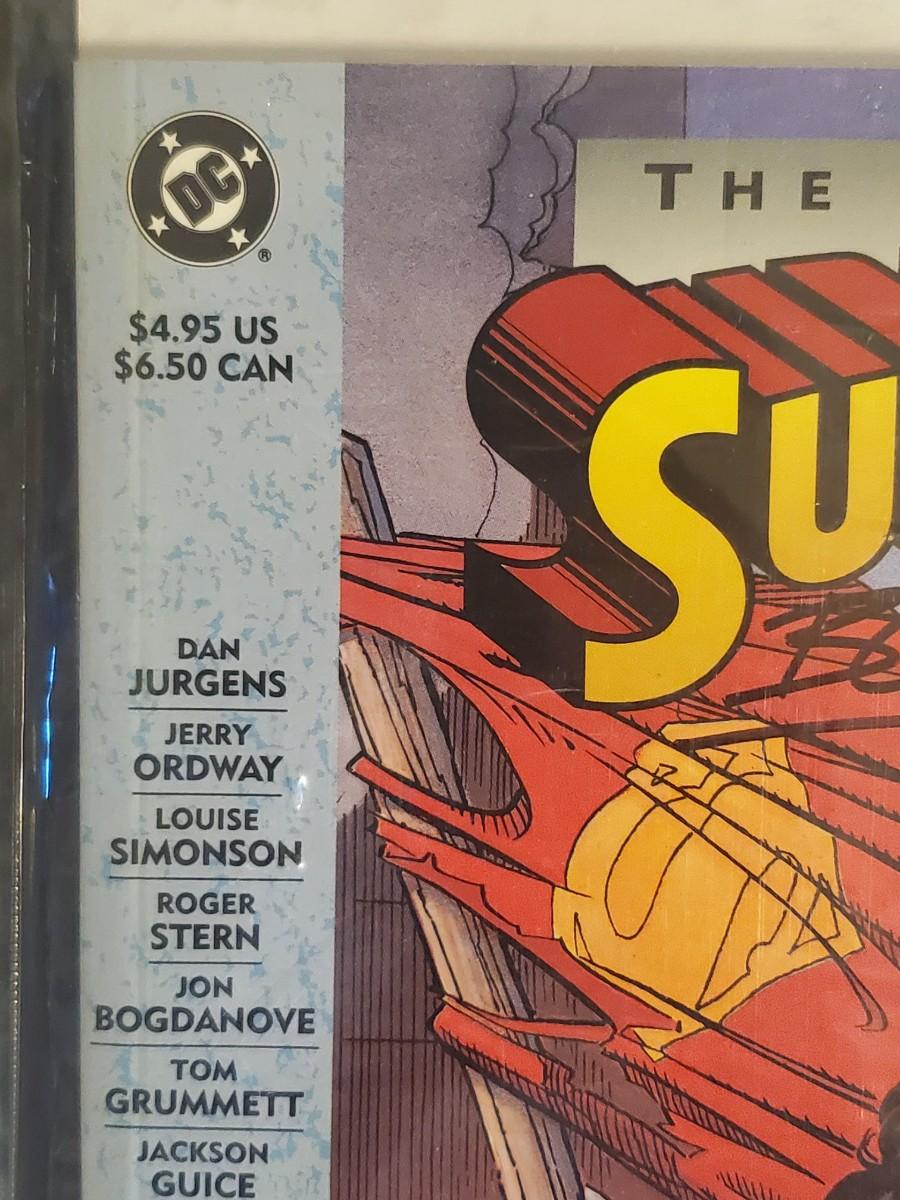 DC
®
$4.95 US
$6.50 CAN
THE
SU
DAN
JURGENS
JERRY
ORDWAY
LOUISE
SIMONSON
ROGER
STERN
JON
BOGDANOVE
TOM
GRUMMETT
JACKSON
GUICE